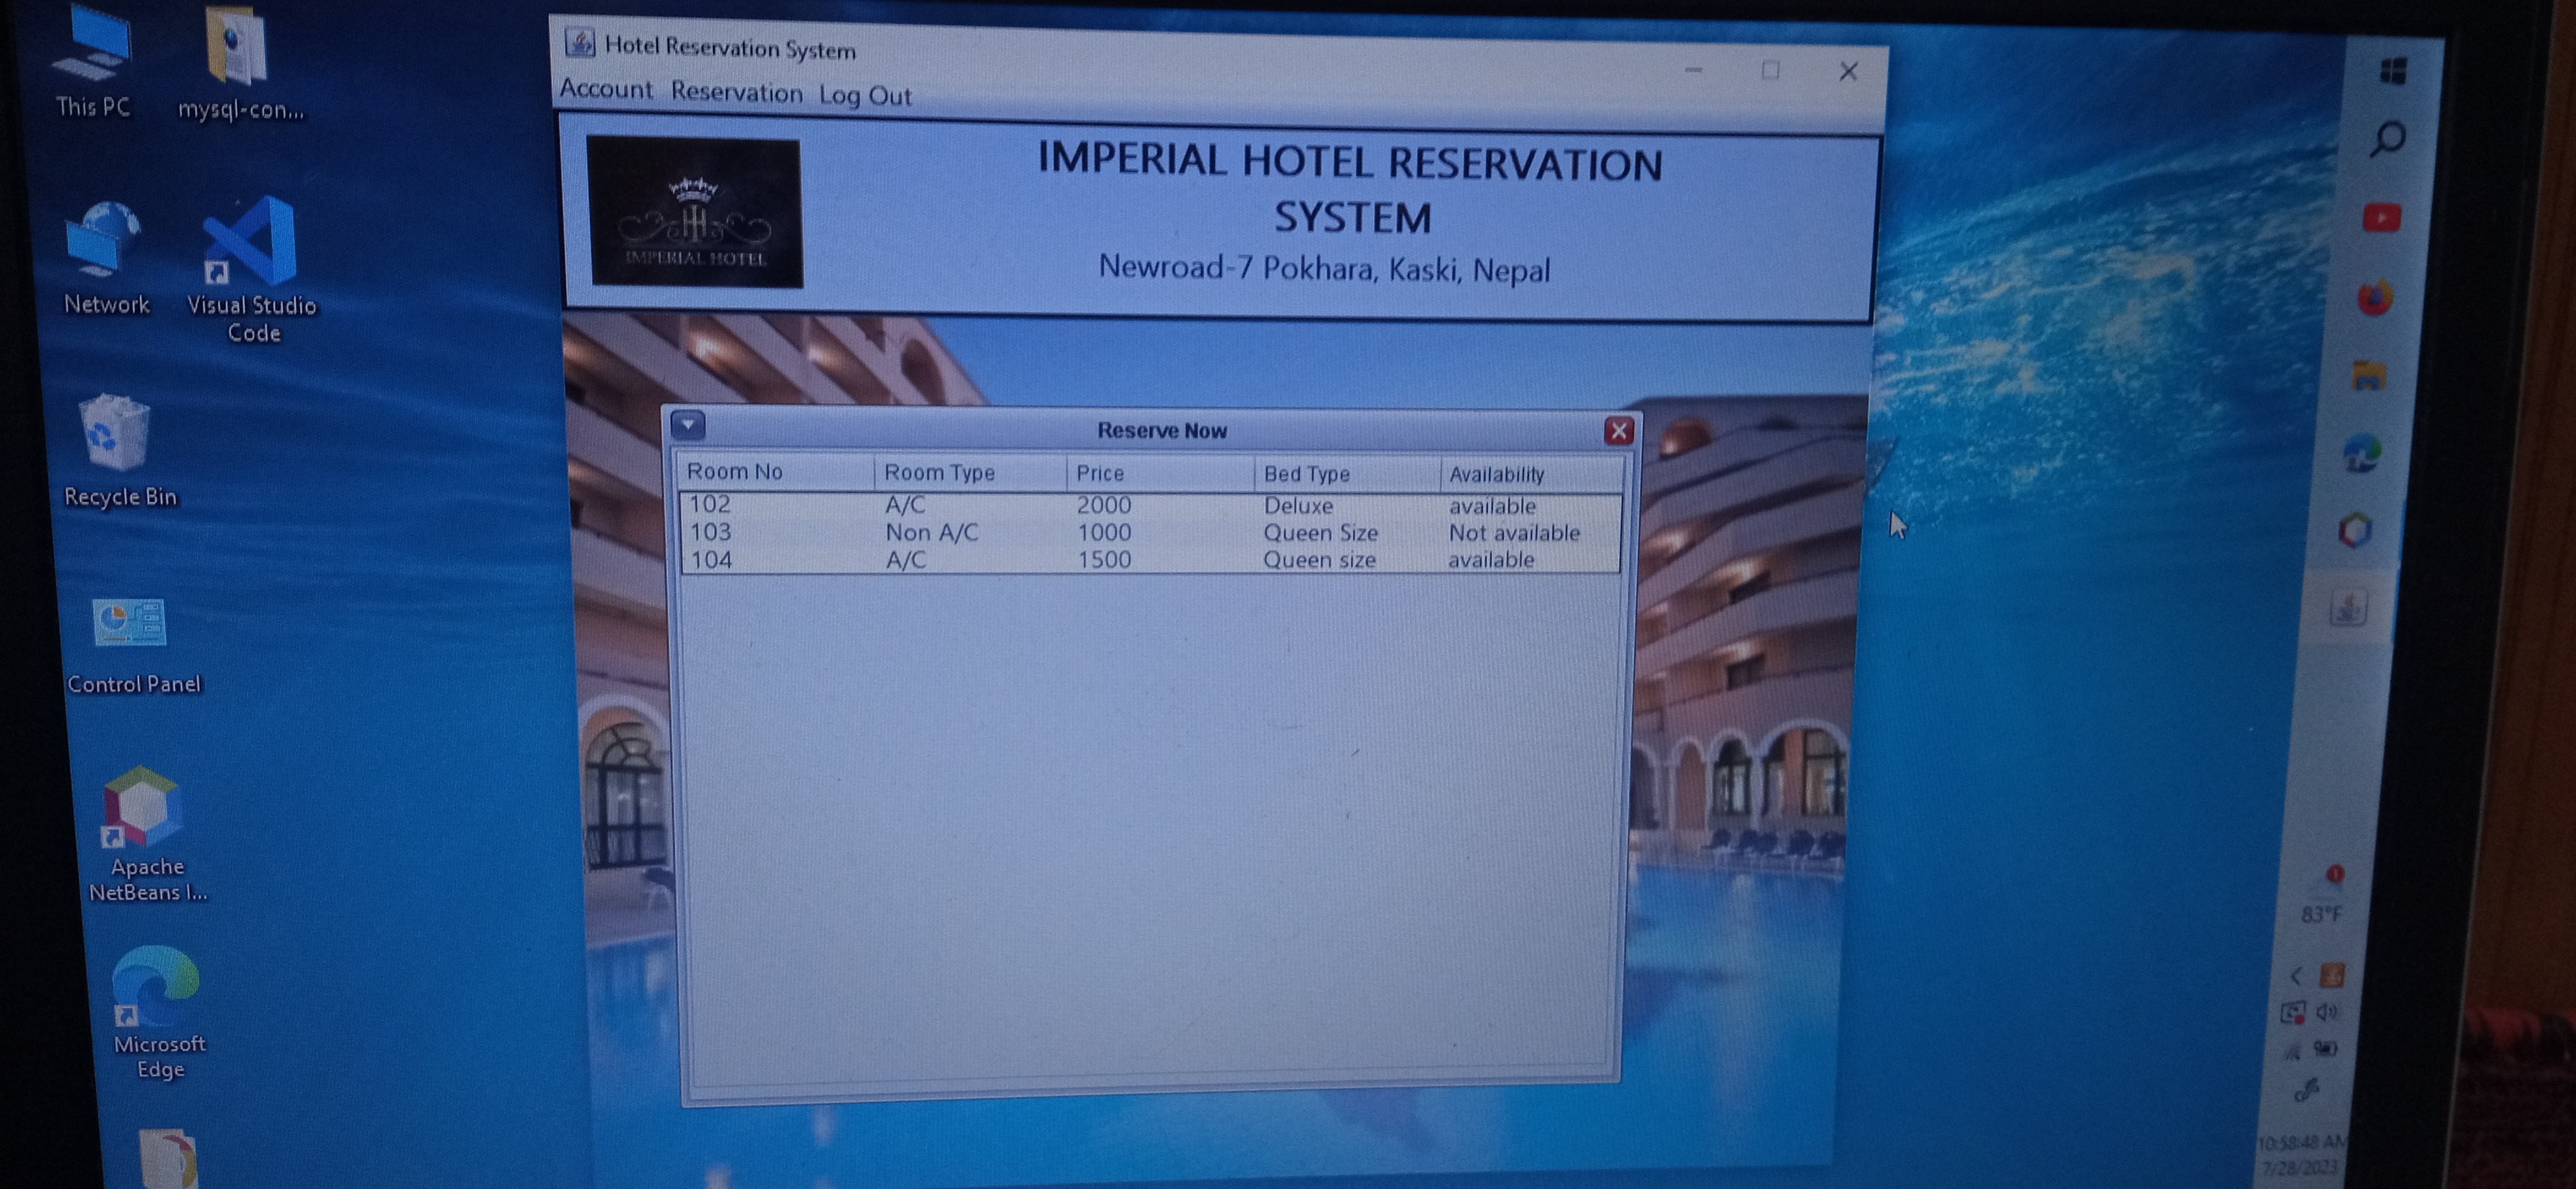 This PC
mysql-con...
Network
Visual Studio
Code
Recycle Bin
Control Panel
Apache
NetBeans I...
Microsoft
Edge
Hotel Reservation System
Account Reservation Log Out
IMPERIAL HOTEL
IMPERIAL HOTEL RESERVATION
SYSTEM
Newroad-7 Pokhara, Kaski, Nepal
Reserve Now
Room No Room Type Price Bed Type Availability
102 A/C 2000 Deluxe available
103 Non A/C 1000 Queen Size Not available
104 A/C 1500 Queen size available
1
83°F
10:58:48 AM
7/28/2023